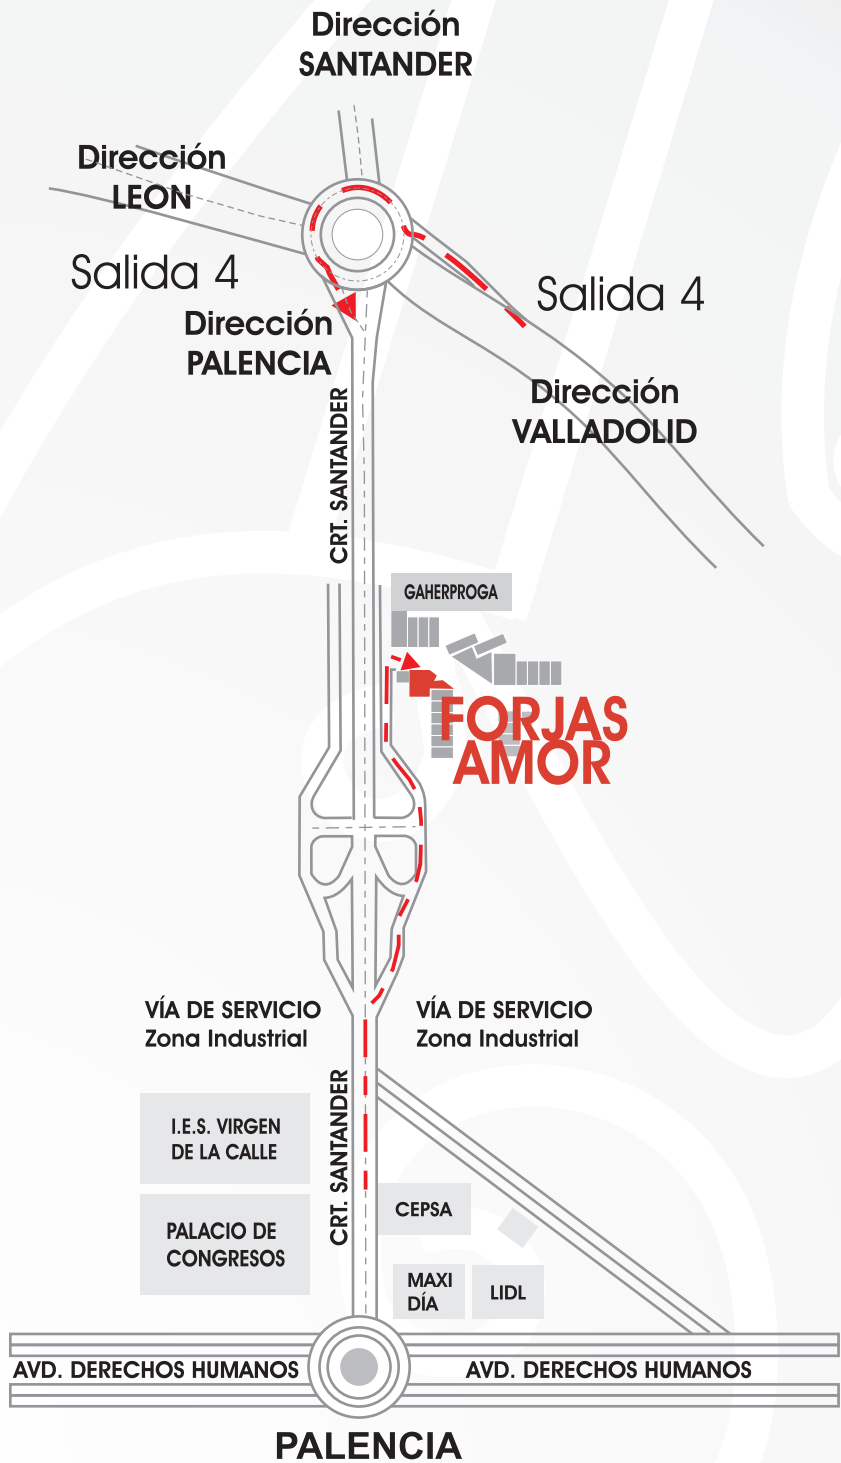 Dirección
SANTANDER
Dirección
LEON
Salida 4
Salida 4
Dirección
PALENCIA
Dirección
VALLADOLID
CRT. SANTANDER
GAHERPROGA
FORJAS
AMOR
VÍA DE SERVICIO
Zona Industrial
VÍA DE SERVICIO
Zona Industrial
CRT. SANTANDER
I.E.S. VIRGEN
DE LA CALLE
PALACIO DE
CONGRESOS
CEPSA
MAXI
DÍA
LIDL
AVD. DERECHOS HUMANOS
AVD. DERECHOS HUMANOS
PALENCIA